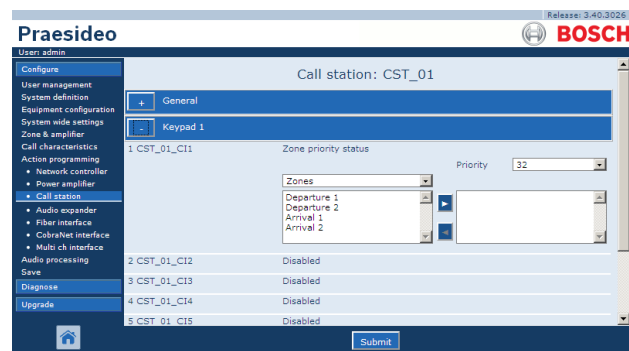 Release: 3.40.3026
Praesideo
BOSCH
User: admin
Configure
User management
System definition
Equipment configuration
System wide settings
Zone & amplifier
Call characteristics
Action programming
• Network controller
• Power amplifier
• Call station
• Audio expander
• Fiber interface
• CobraNet interface
• Multi ch interface
Audio processing
Save
Diagnose
Upgrade
Call station: CST_01
+ General
- Keypad 1
1 CST_01_CI1 Zone priority status
Priority 32
Zones
Departure 1
Departure 2
Arrival 1
Arrival 2
2 CST_01_CI2 Disabled
3 CST_01_CI3 Disabled
4 CST_01_CI4 Disabled
5 CST_01_CI5 Disabled
Submit